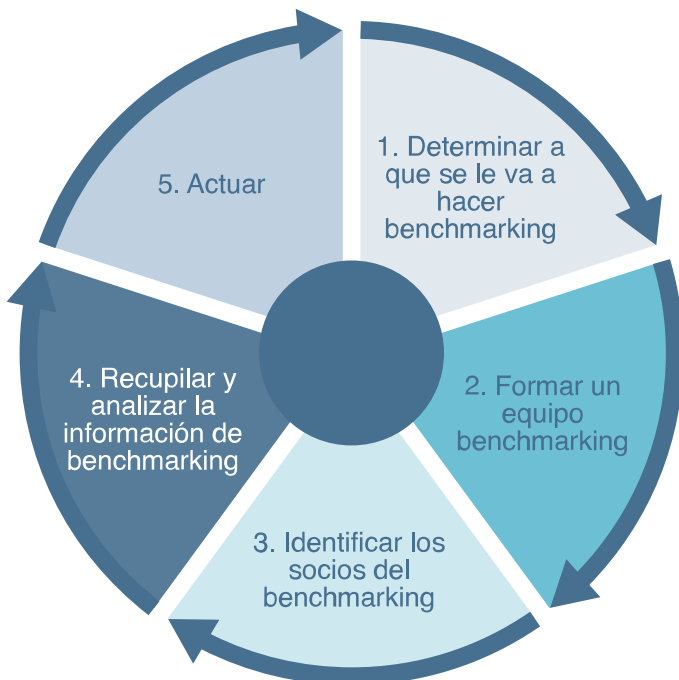 1. Determinar a
que se le va a
hacer
benchmarking
2. Formar un
equipo
benchmarking
3. Identificar los
socios del
benchmarking
4. Recupilar y
analizar la
información de
benchmarking
5. Actuar